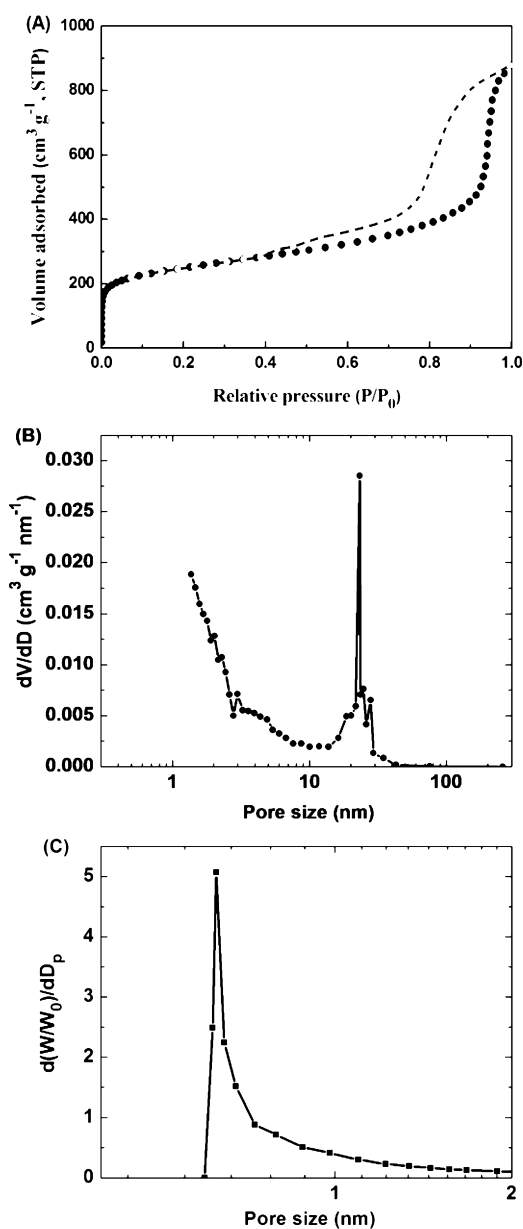 (A)
1000
800
600
400
200
0
Volume adsorbed (cm³ g⁻¹, STP)
0.0 0.2 0.4 0.6 0.8 1.0
Relative pressure (P/P₀)
(B)
0.030
0.025
0.020
0.015
0.010
0.005
0.000
dV/dD (cm³ g⁻¹ nm⁻¹)
1 10 100
Pore size (nm)
(C)
5
4
3
2
1
0
d(W/W₀)/dDₚ
1 2
Pore size (nm)